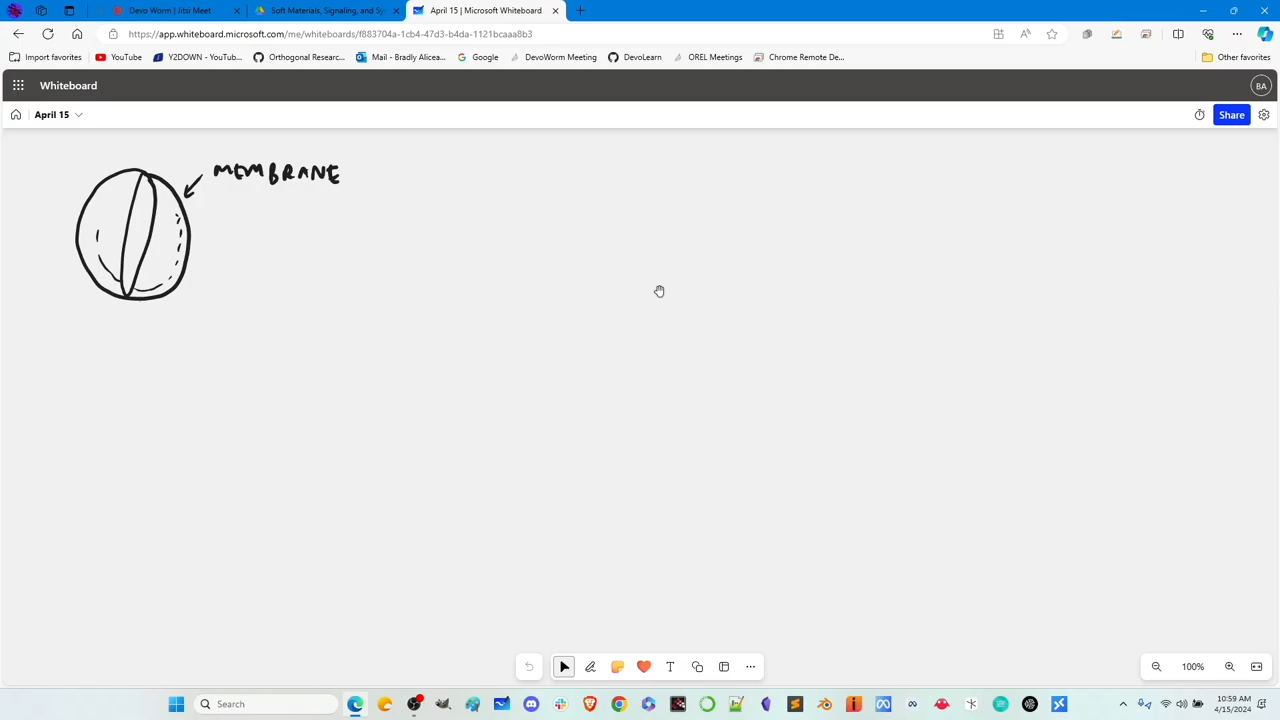 Devo Worm | Jitsi Meet
Soft Materials, Signaling, and Sy
April 15 | Microsoft Whiteboard
https://app.whiteboard.microsoft.com/me/whiteboards/f883704a-1cb4-47d3-b4da-1121bcaaa8b3
Import favorites
YouTube
Y2DOWN - YouTub...
Orthogonal Researc...
Mail - Bradly Alicea...
Google
DevoWorm Meeting
DevoLearn
OREL Meetings
Chrome Remote De...
Other favorites
Whiteboard
BA
April 15
Share
MEMBRANE
100%
Search
10:59 AM
4/15/2024